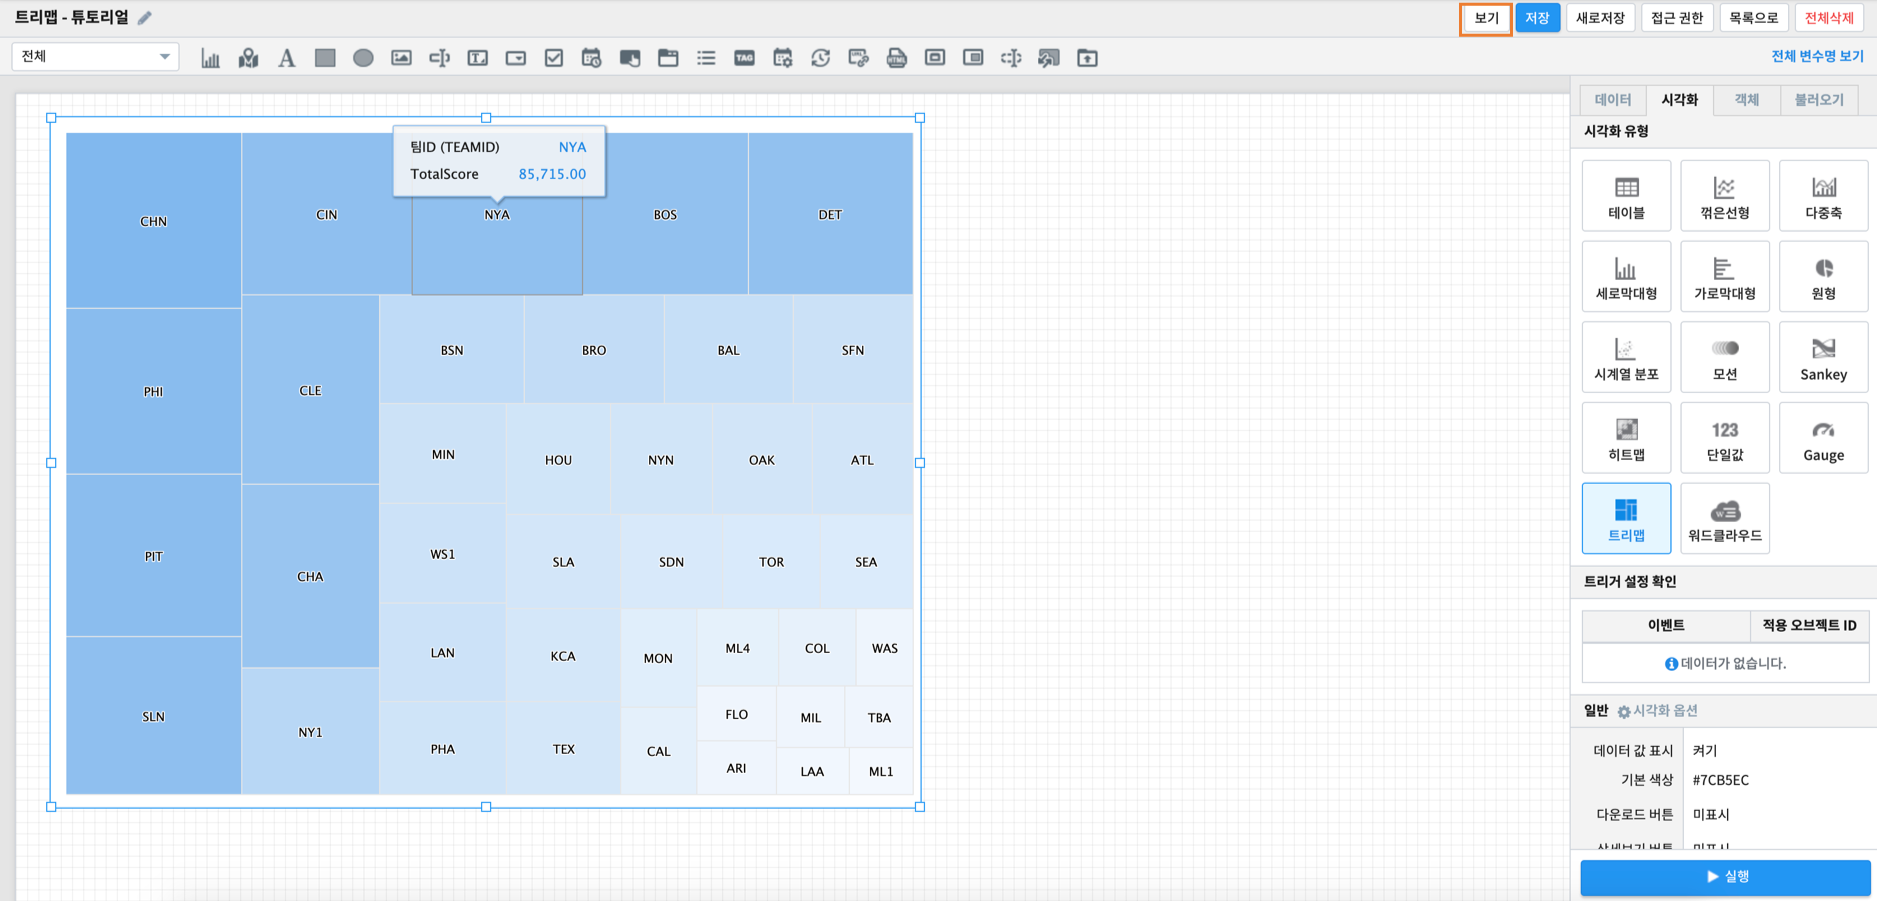 트리맵 - 튜토리얼
보기
저장
새로저장
접근 권한
목록으로
전체삭제
전체
A
T
TAG
HTML
전체 변수명 보기
데이터
시각화
객체
불러오기
시각화 유형
테이블
꺾은선형
다중축
세로막대형
가로막대형
원형
시계열 분포
모션
Sankey
히트맵
123
단일값
Gauge
트리맵
W
워드클라우드
트리거 설정 확인
이벤트
적용 오브젝트 ID
데이터가 없습니다.
일반
시각화 옵션
데이터 값 표시
켜기
기본 색상
#7CB5EC
다운로드 버튼
미표시
상세보기 버튼
미표시
실행
팀ID (TEAMID)
NYA
TotalScore
85,715.00
CHN
CIN
NYA
BOS
DET
PHI
CLE
BSN
BRO
BAL
SFN
MIN
HOU
NYN
OAK
ATL
PIT
CHA
WS1
SLA
SDN
TOR
SEA
LAN
KCA
MON
ML4
COL
WAS
SLN
NY1
PHA
TEX
CAL
FLO
MIL
TBA
ARI
LAA
ML1